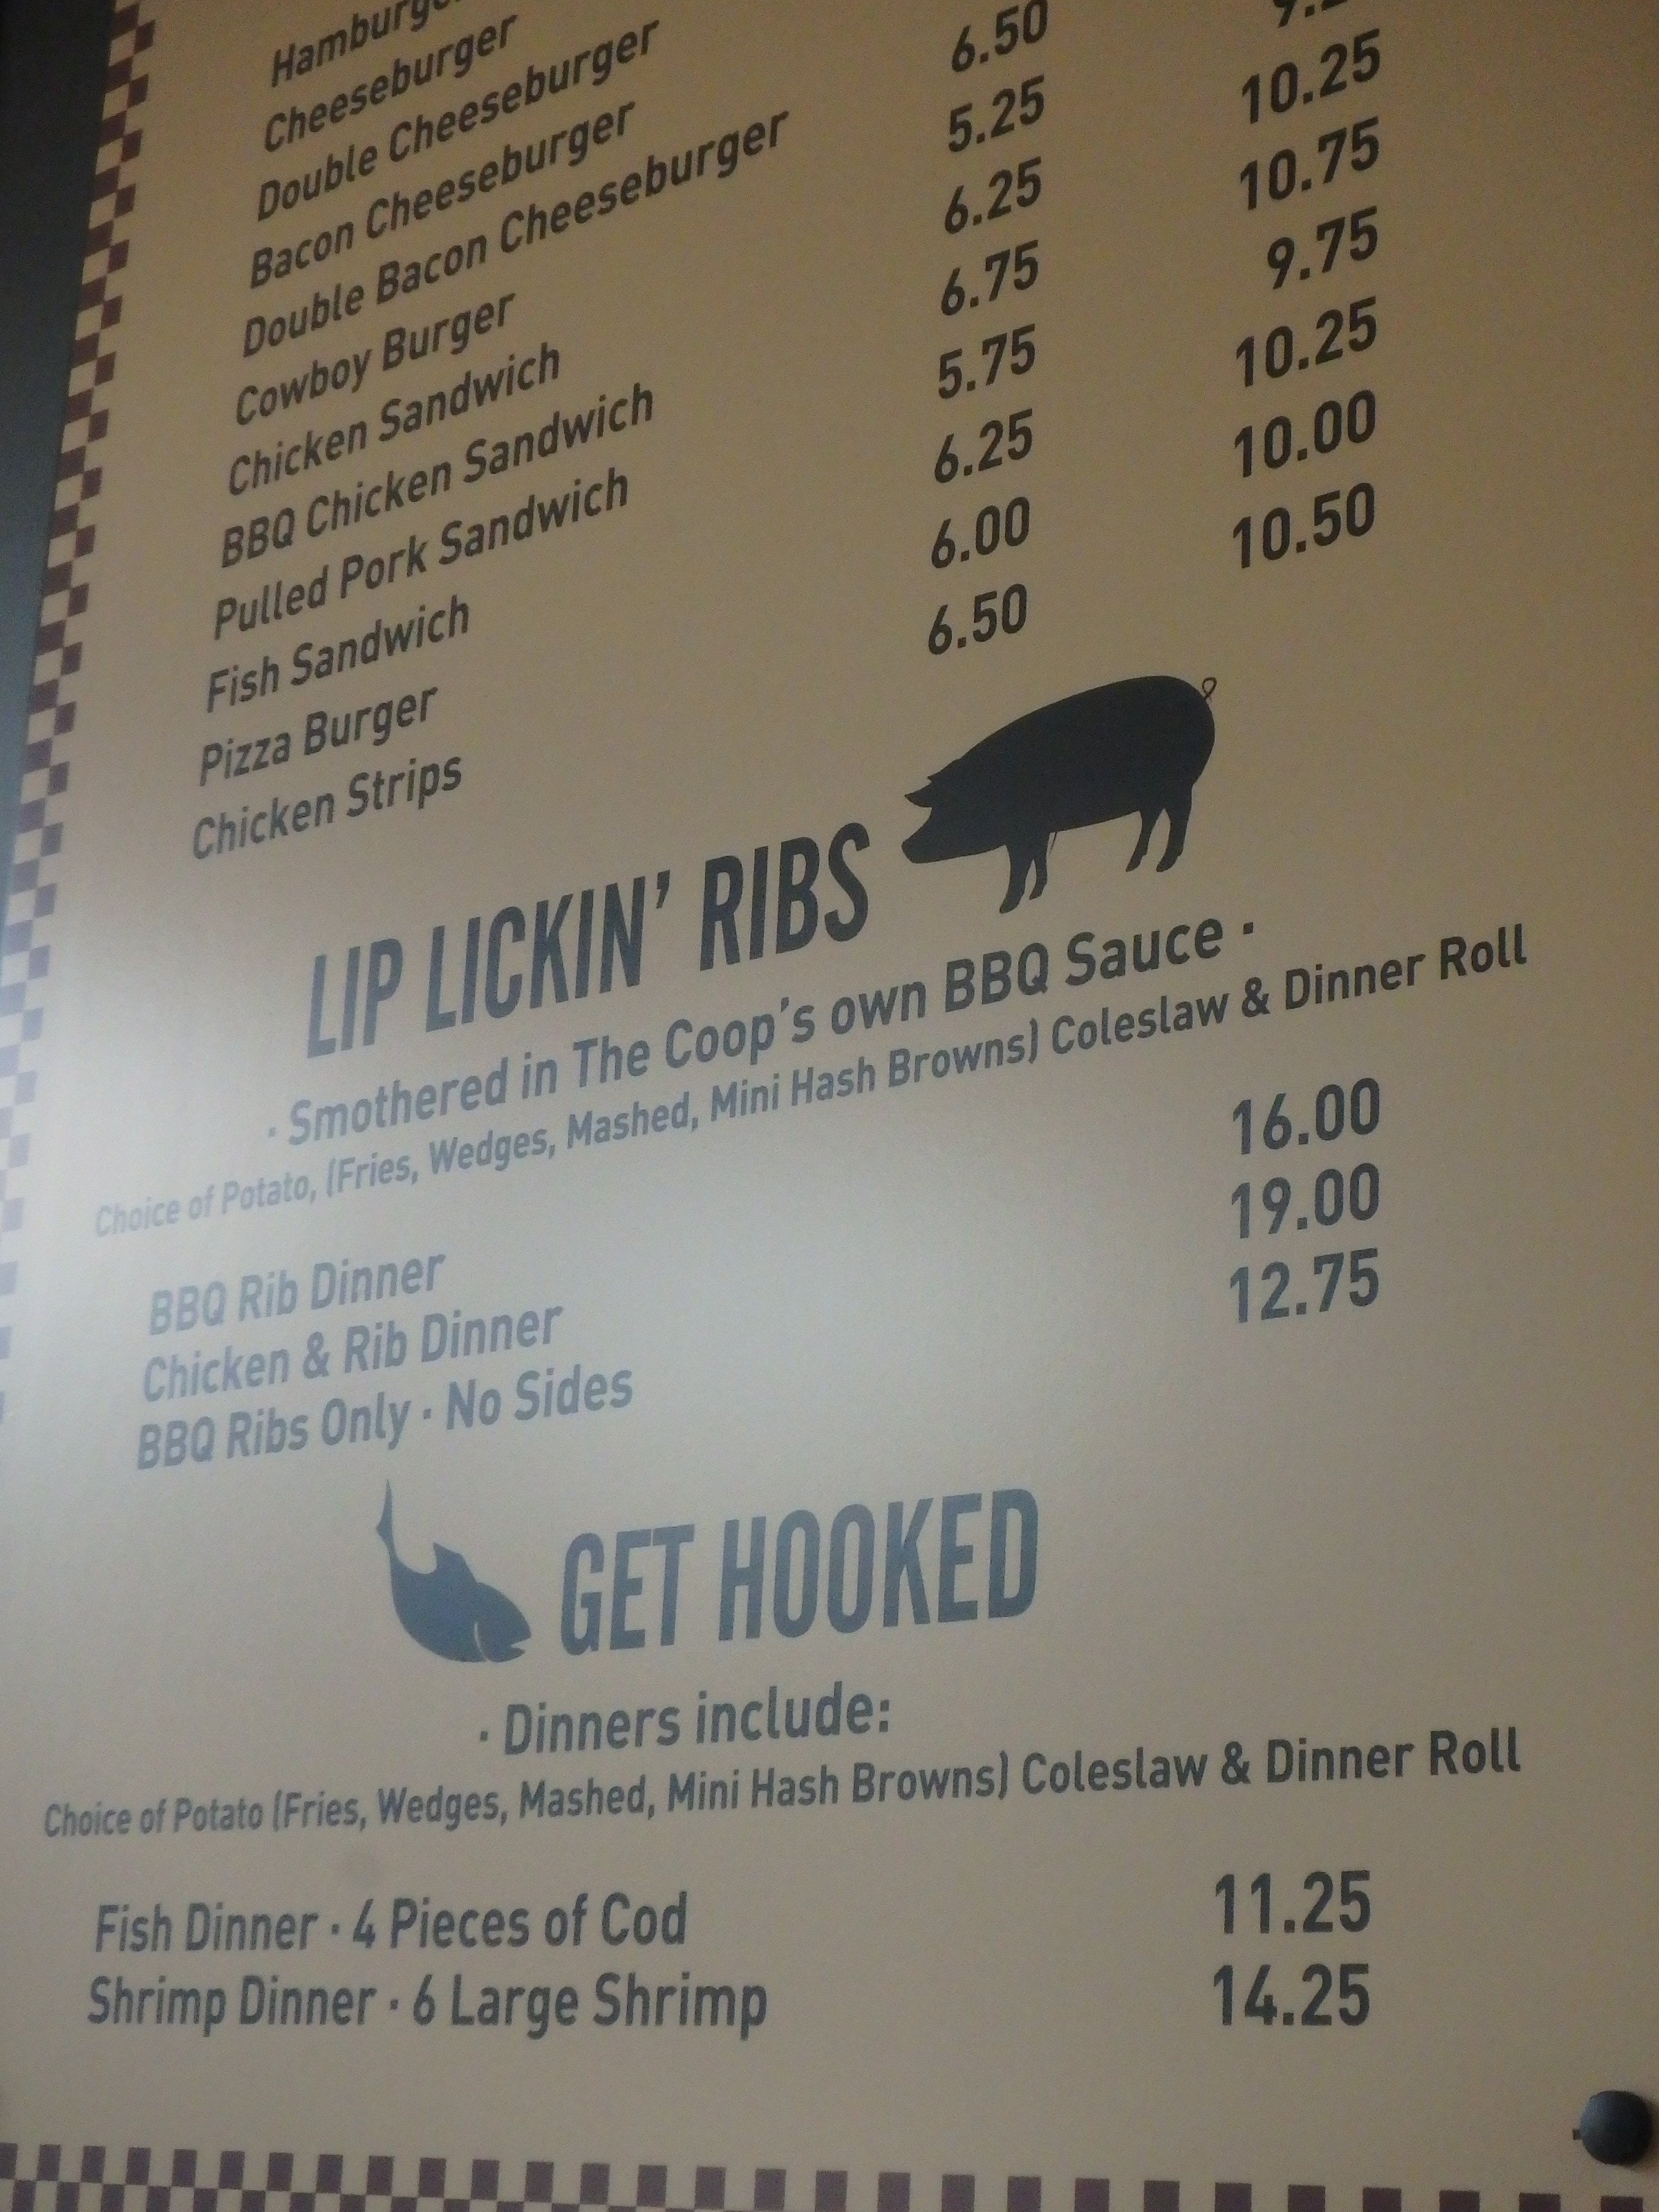 Cheeseburger
Double Cheeseburger
Bacon Cheeseburger
Double Bacon Cheeseburger 6.50
Cowboy Burger 5.25
Chicken Sandwich 6.25 10.25
BBQ Chicken Sandwich 6.75 10.75
Pulled Pork Sandwich 5.75 9.75
Fish Sandwich 6.25 10.25
Pizza Burger 6.00 10.00
Chicken Strips 6.50 10.50
LIP LICKIN' RIBS
· Smothered in The Coop's own BBQ Sauce ·
Choice of Potato, (Fries, Wedges, Mashed, Mini Hash Browns) Coleslaw & Dinner Roll
BBQ Rib Dinner 16.00
Chicken & Rib Dinner 19.00
BBQ Ribs Only · No Sides 12.75
GET HOOKED
· Dinners include:
Choice of Potato (Fries, Wedges, Mashed, Mini Hash Browns) Coleslaw & Dinner Roll
Fish Dinner · 4 Pieces of Cod 11.25
Shrimp Dinner · 6 Large Shrimp 14.25